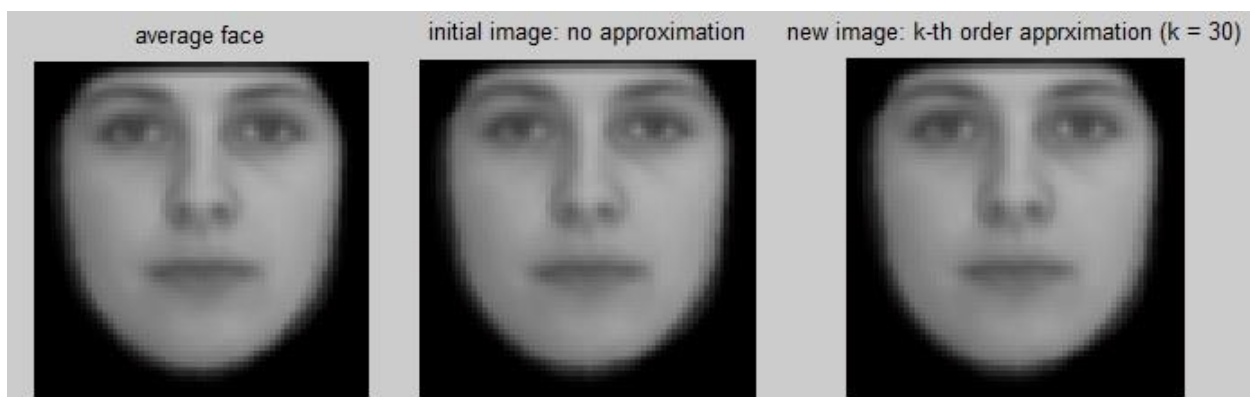 average face
initial image: no approximation
new image: k-th order apprximation (k = 30)